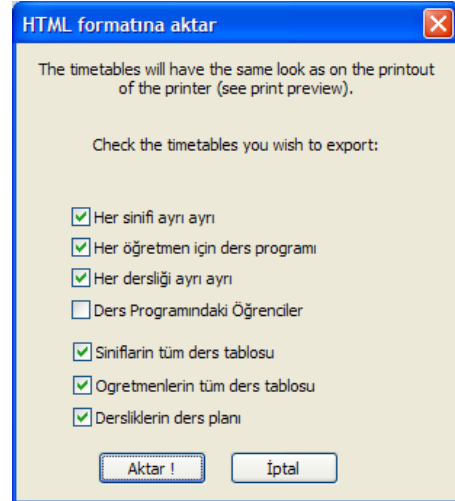 HTML formatına aktar
The timetables will have the same look as on the printout
of the printer (see print preview).
Check the timetables you wish to export:
Her sinifi ayrı ayrı
Her öğretmen için ders programı
Her dersliği ayrı ayrı
Ders Programındaki Öğrenciler
Siniflarin tüm ders tablosu
Ogretmenlerin tüm ders tablosu
Dersliklerin ders planı
Aktar !
İptal